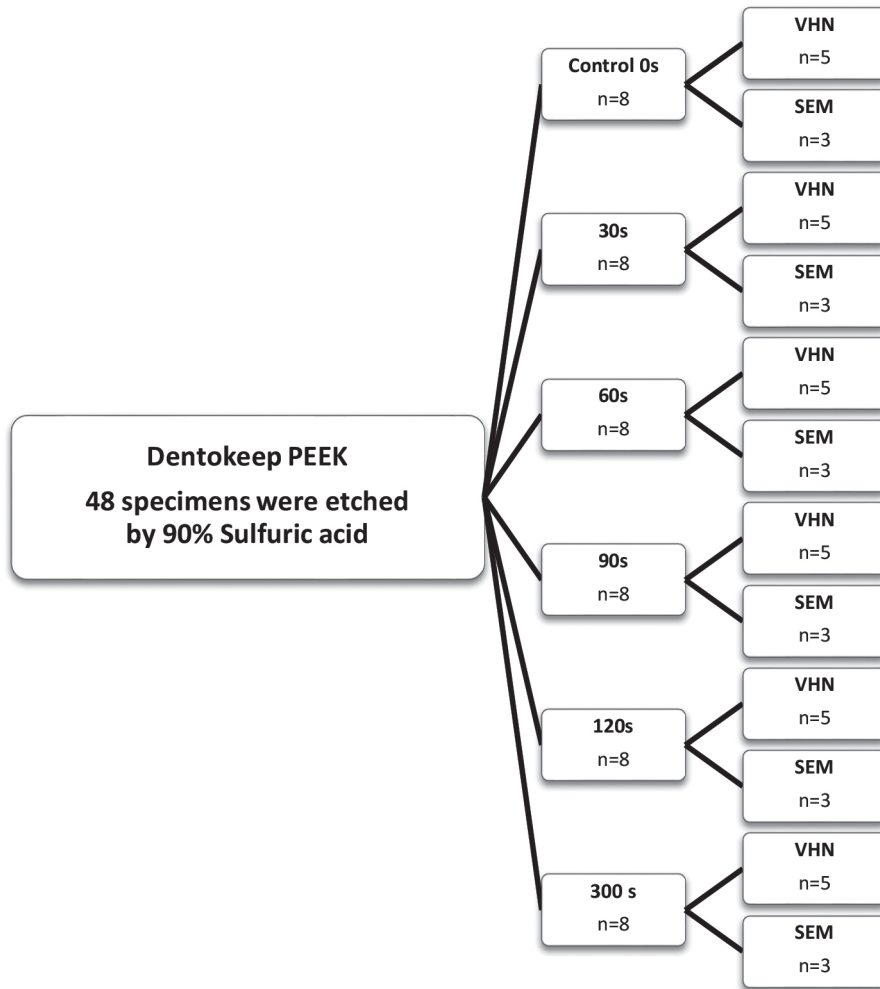 Dentokeep PEEK
48 specimens were etched
by 90% Sulfuric acid
Control 0s
n=8
VHN
n=5
SEM
n=3
30s
n=8
VHN
n=5
SEM
n=3
60s
n=8
VHN
n=5
SEM
n=3
90s
n=8
VHN
n=5
SEM
n=3
120s
n=8
VHN
n=5
SEM
n=3
300 s
n=8
VHN
n=5
SEM
n=3